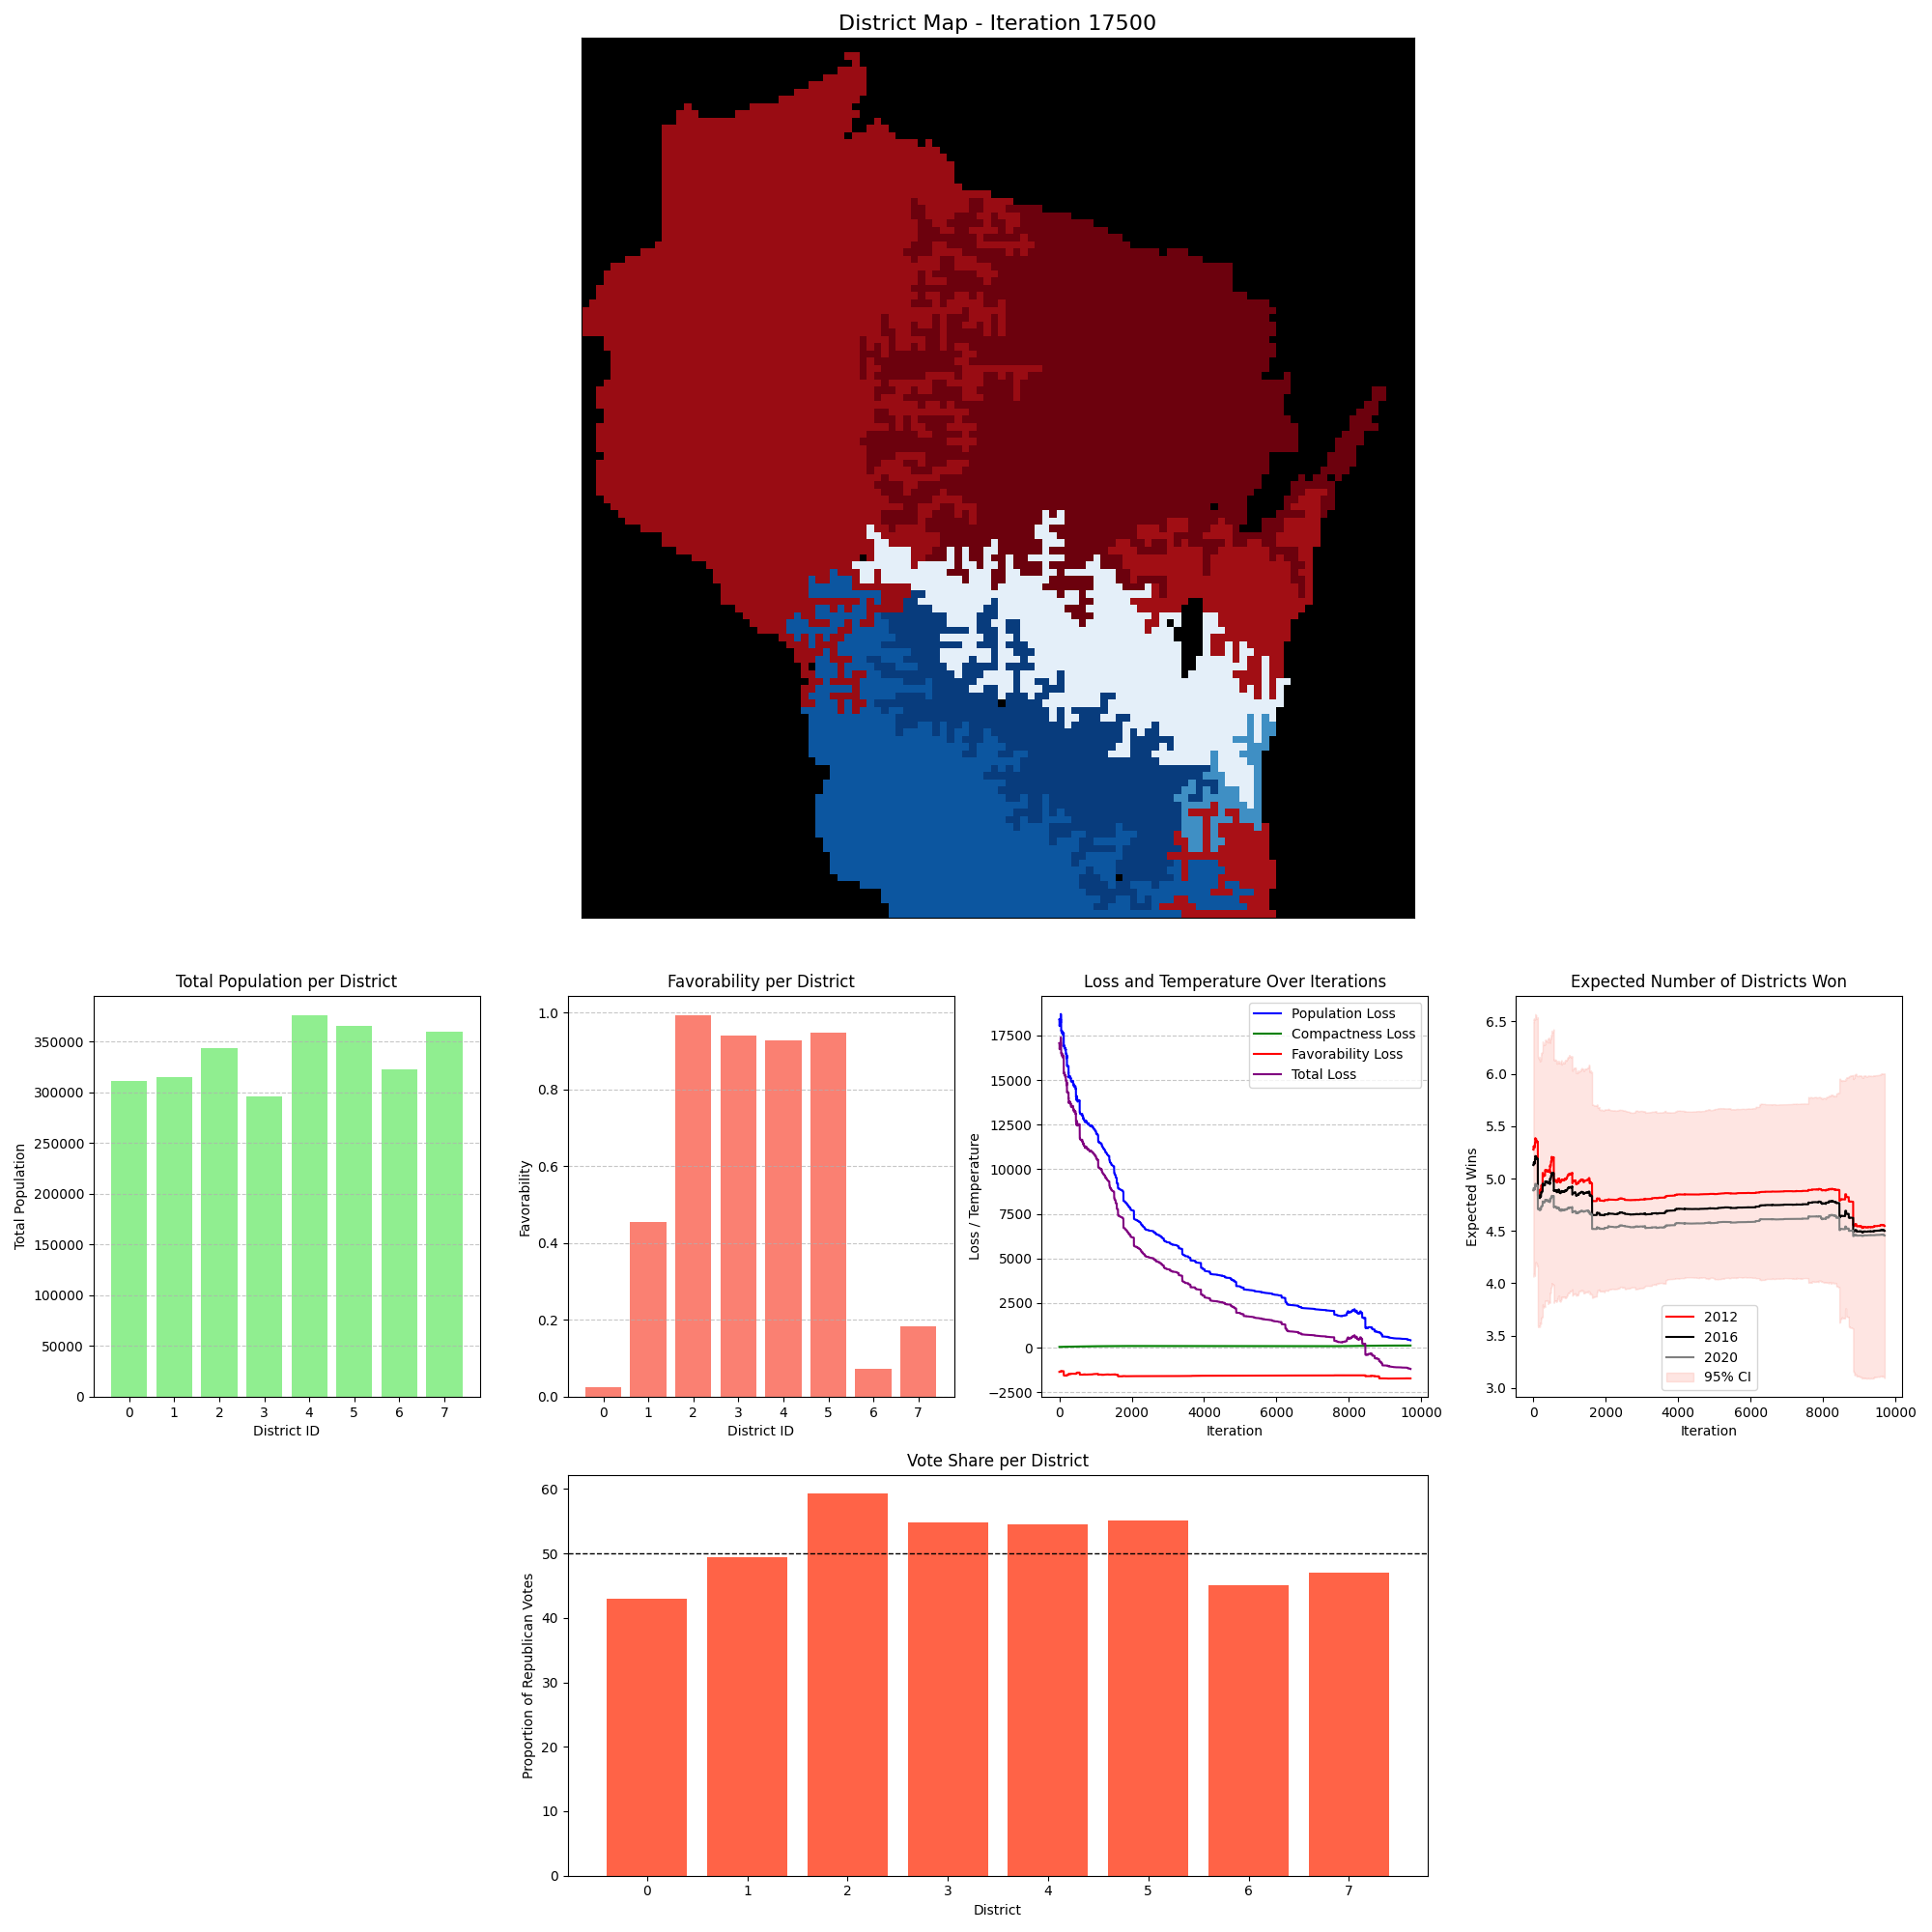 District Map - Iteration 17500
Total Population per District
Total Population
350000
300000
250000
200000
150000
100000
50000
0
0 1 2 3 4 5 6 7
District ID
Favorability per District
Favorability
1.0
0.8
0.6
0.4
0.2
0.0
0 1 2 3 4 5 6 7
District ID
Loss and Temperature Over Iterations
Loss / Temperature
17500
15000
12500
10000
7500
5000
2500
0
−2500
Population Loss
Compactness Loss
Favorability Loss
Total Loss
0 2000 4000 6000 8000 10000
Iteration
Expected Number of Districts Won
Expected Wins
6.5
6.0
5.5
5.0
4.5
4.0
3.5
3.0
2012
2016
2020
95% CI
0 2000 4000 6000 8000 10000
Iteration
Vote Share per District
Proportion of Republican Votes
60
50
40
30
20
10
0
0 1 2 3 4 5 6 7
District